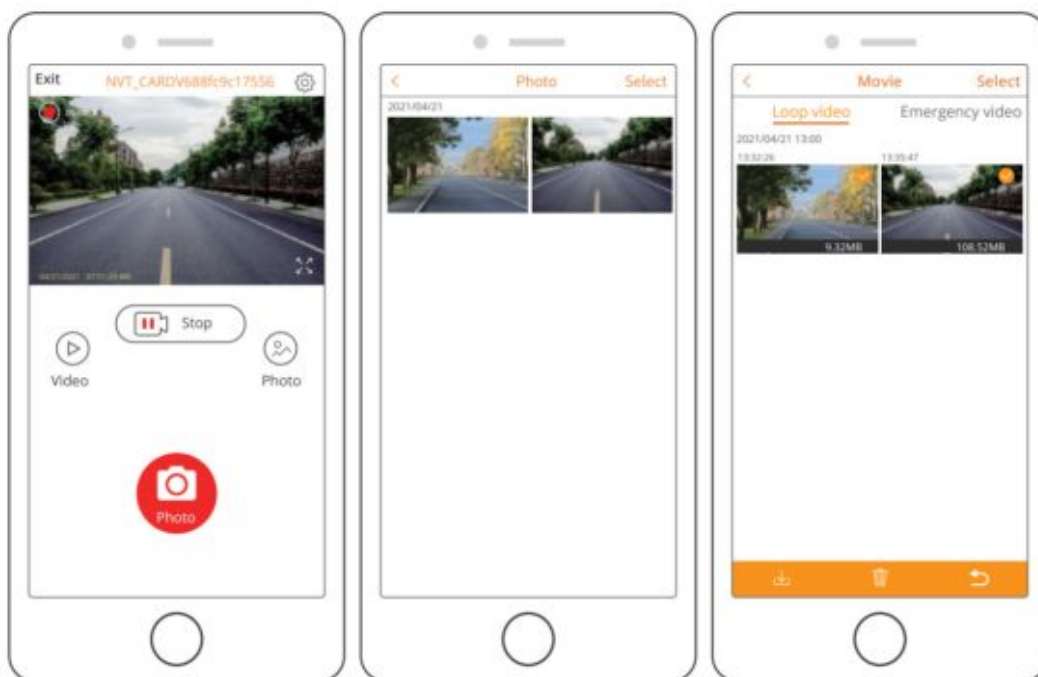 Exit NVT_CARDV688fc9c17556
Stop
Video
Photo
Photo
Photo Select
2021/04/21
Movie Select
Loop video Emergency video
2021/04/21 13:00
13:32:26 13:35:47
9.32MB 108.52MB